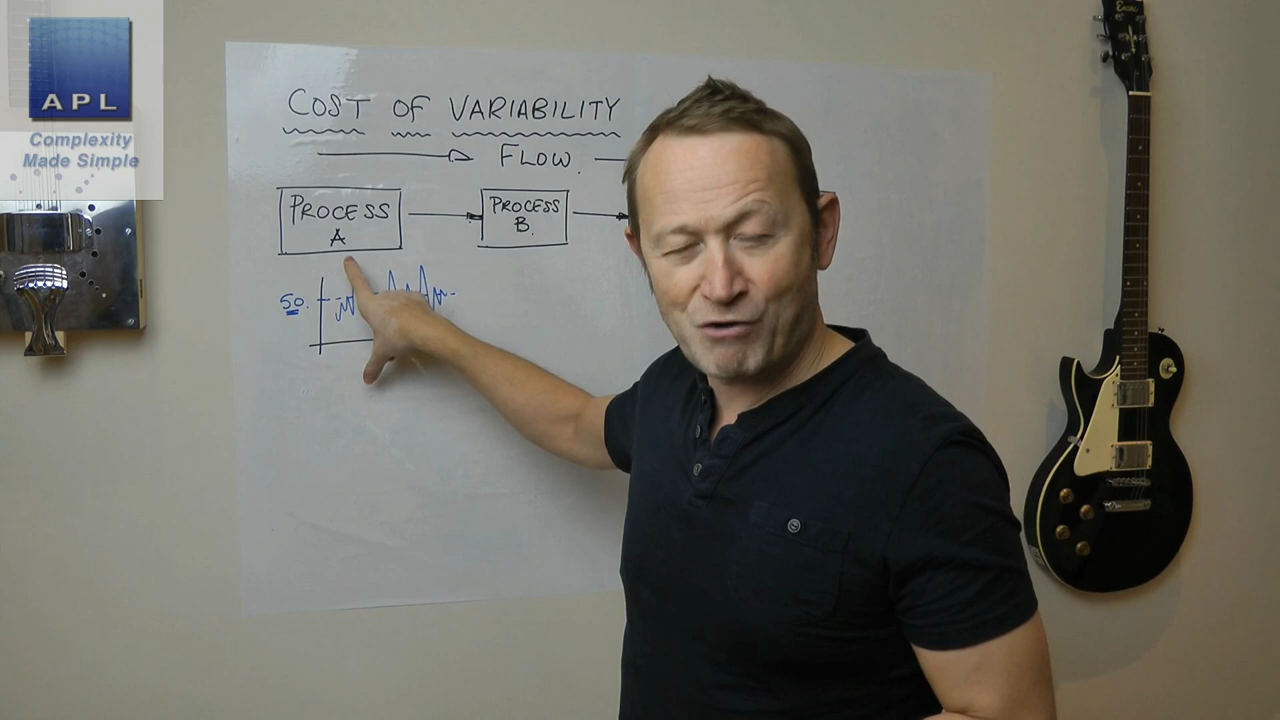 APL
Complexity
Made Simple
COST OF VARIABILITY
FLOW.
PROCESS
A
PROCESS
B.
50.